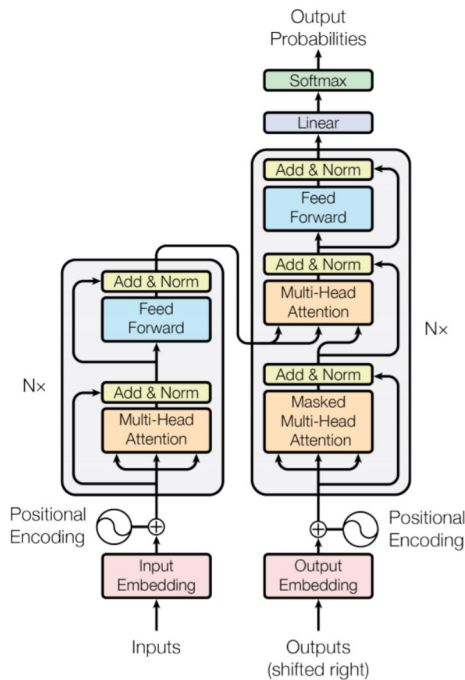 Output
Probabilities
Softmax
Linear
Add & Norm
Feed
Forward
Add & Norm
Multi-Head
Attention
Add & Norm
Masked
Multi-Head
Attention
N×
Add & Norm
Feed
Forward
N×
Add & Norm
Multi-Head
Attention
Positional
Encoding
Positional
Encoding
Input
Embedding
Output
Embedding
Inputs
Outputs
(shifted right)